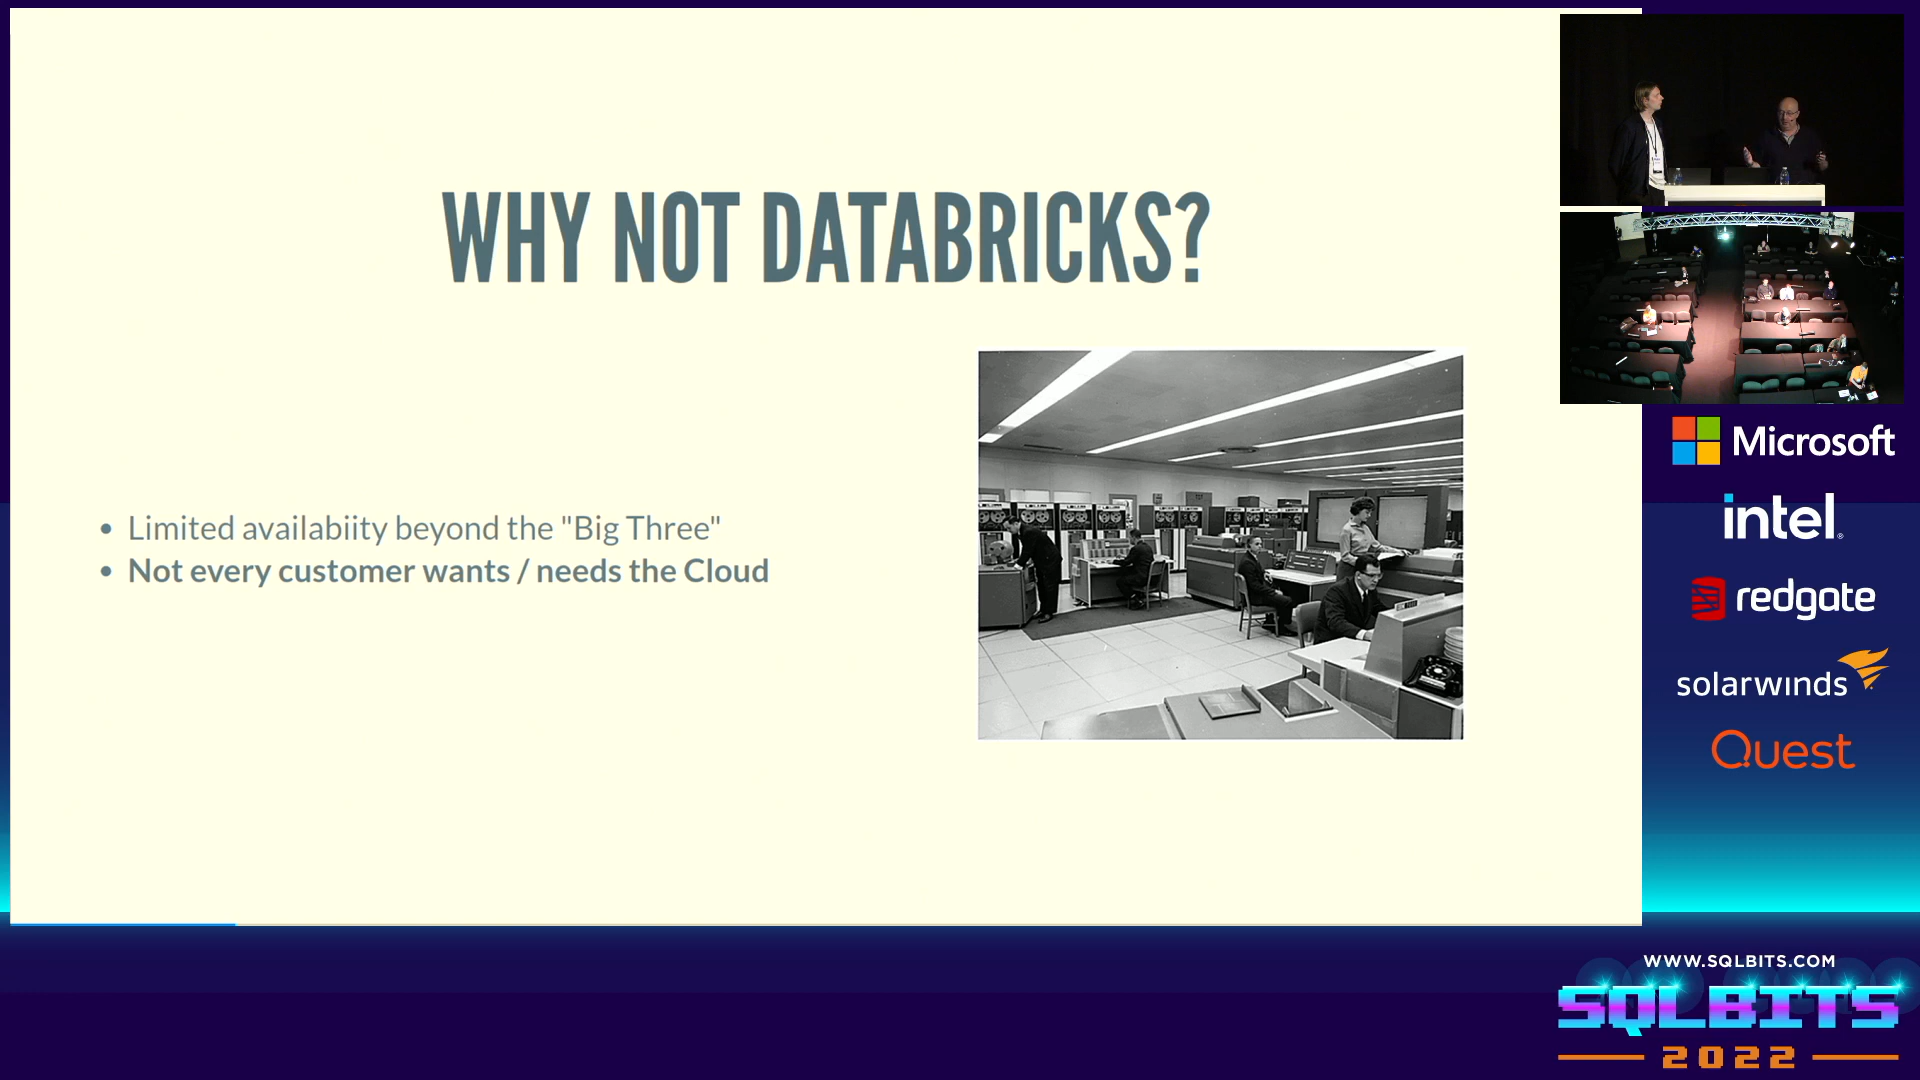 WHY NOT DATABRICKS?
Limited availabiity beyond the "Big Three"
Not every customer wants / needs the Cloud
Microsoft
intel.
redgate
solarwinds
Quest
WWW.SQLBITS.COM
SQLBITS
2022